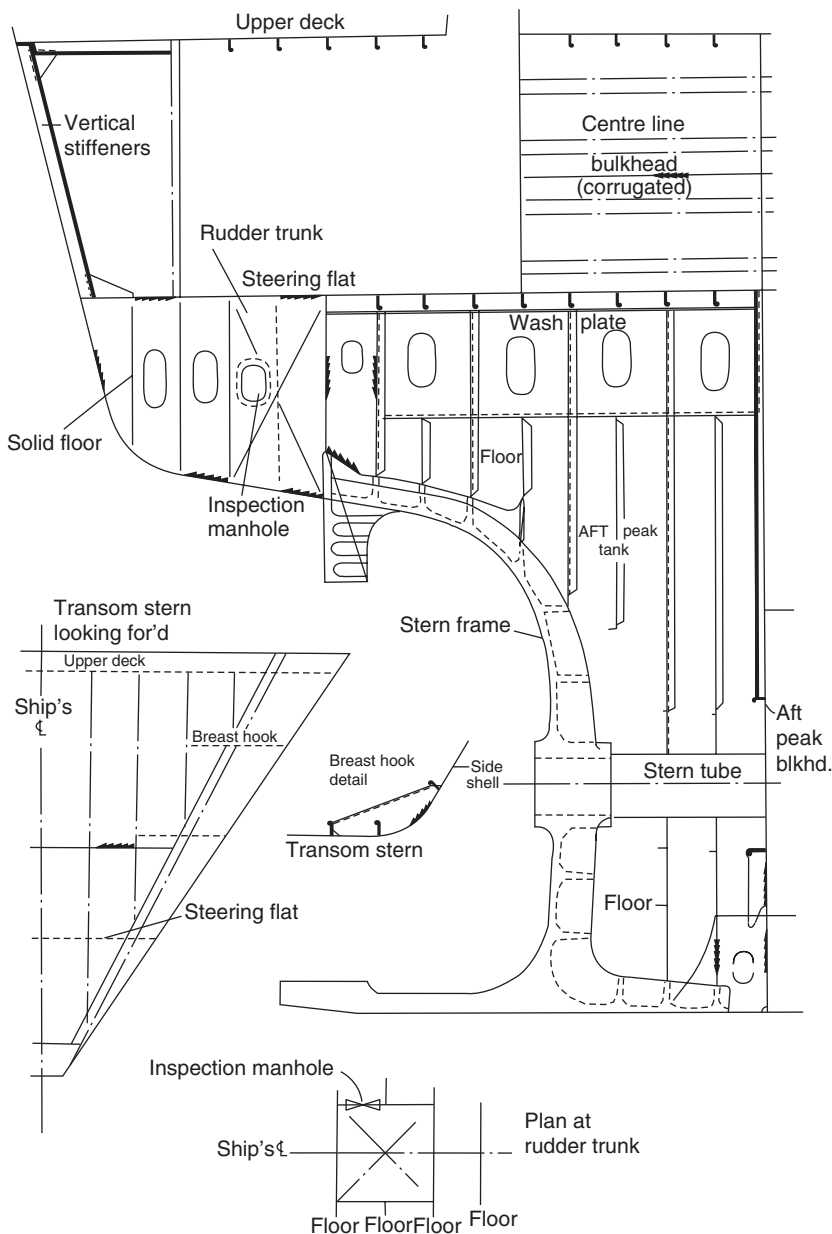 Upper deck
Vertical
stiffeners
Centre line
bulkhead
(corrugated)
Rudder trunk
Steering flat
Wash plate
Solid floor
Floor
Inspection
manhole
AFT peak
tank
Transom stern
looking for'd
Stern frame
Upper deck
Ship's
℄
Breast hook
Aft
peak
blkhd.
Breast hook
detail
Side
shell
Stern tube
Transom stern
Steering flat
Floor
Inspection manhole
Ship's ℄
Plan at
rudder trunk
Floor Floor Floor Floor